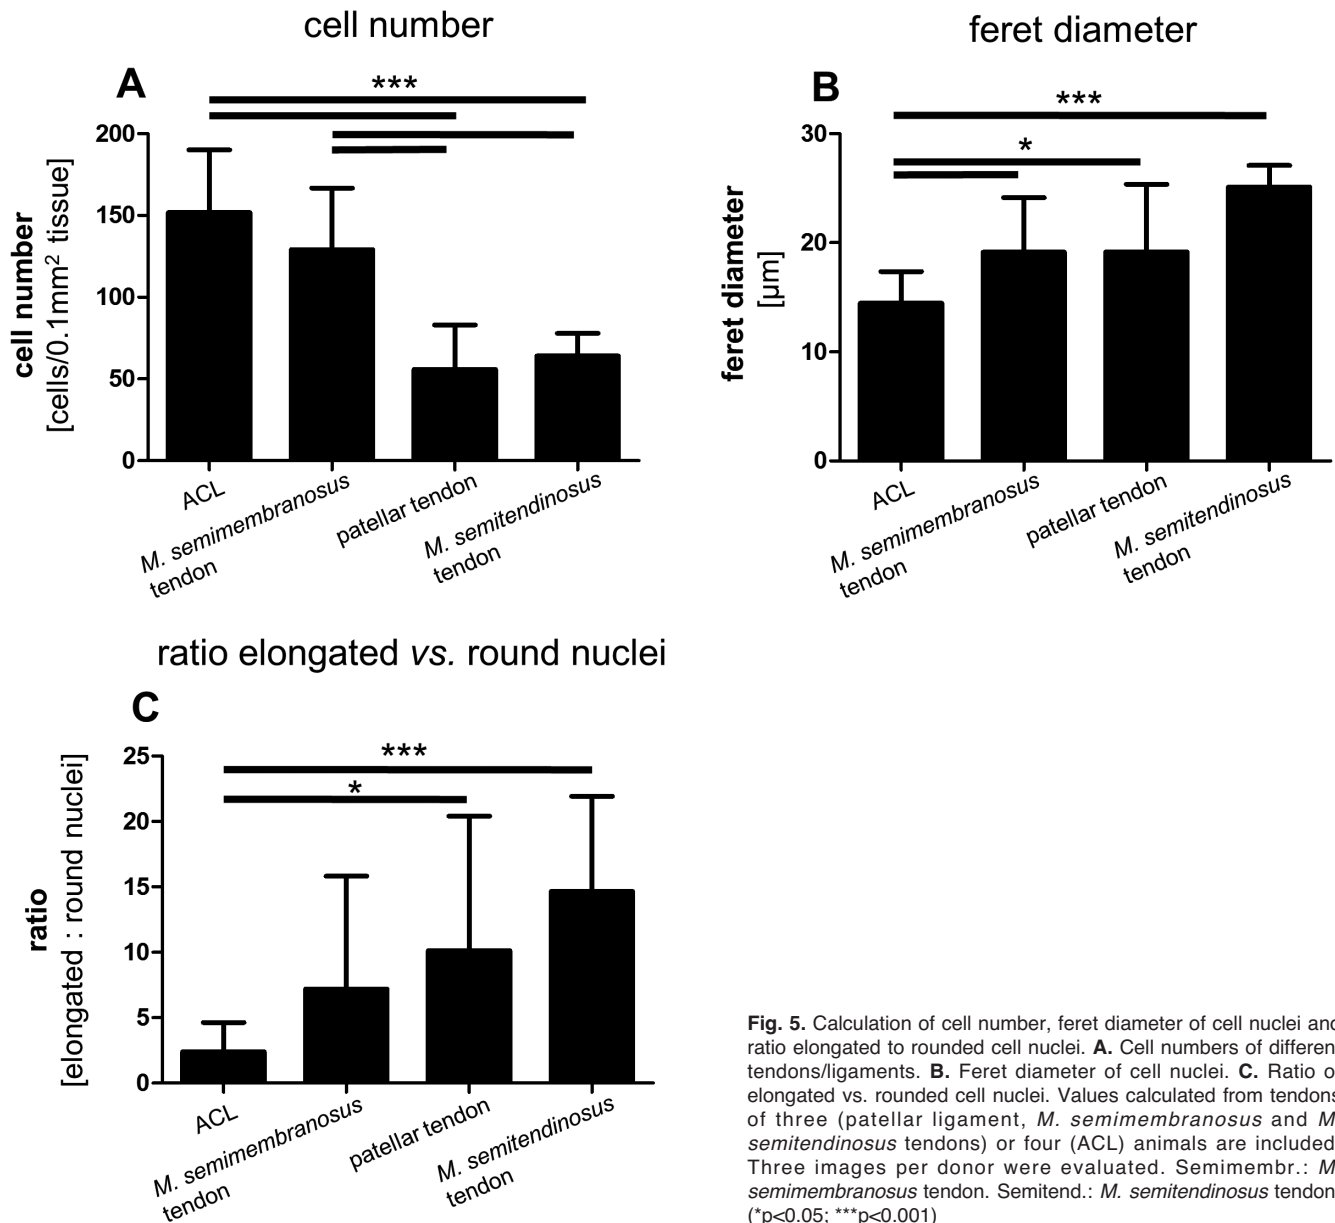 cell number
A
***
cell number
[cells/0.1mm² tissue]
200
150
100
50
0
ACL
M. semimembranosus
tendon
patellar tendon
M. semitendinosus
tendon
feret diameter
B
***
*
feret diameter
[µm]
30
20
10
0
ACL
M. semimembranosus
tendon
patellar tendon
M. semitendinosus
tendon
ratio elongated vs. round nuclei
C
***
*
ratio
[elongated : round nuclei]
25
20
15
10
5
0
ACL
M. semimembranosus
tendon
patellar tendon
M. semitendinosus
tendon
Fig. 5. Calculation of cell number, feret diameter of cell nuclei and
ratio elongated to rounded cell nuclei. A. Cell numbers of differen
tendons/ligaments. B. Feret diameter of cell nuclei. C. Ratio o
elongated vs. rounded cell nuclei. Values calculated from tendons
of three (patellar ligament, M. semimembranosus and M
semitendinosus tendons) or four (ACL) animals are included
Three images per donor were evaluated. Semimembr.: M
semimembranosus tendon. Semitend.: M. semitendinosus tendon
(*p<0.05; ***p<0.001)